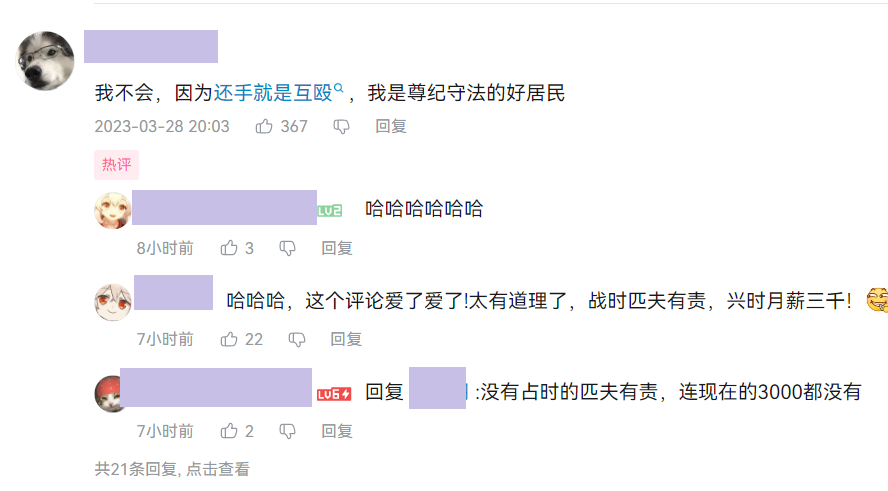 我不会，因为还手就是互殴，我是尊纪守法的好居民
2023-03-28 20:03 367 回复
热评
LV2 哈哈哈哈哈哈
8小时前 3 回复
哈哈哈，这个评论爱了爱了!太有道理了，战时匹夫有责，兴时月薪三千！
7小时前 22 回复
LV6 回复 :没有占时的匹夫有责，连现在的3000都没有
7小时前 2 回复
共21条回复, 点击查看